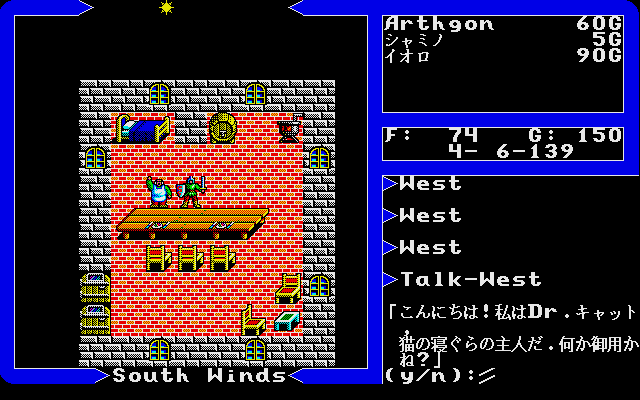 Arthgon 60G
シャミノ 5G
イオロ 90G
F: 74 G: 150
4- 6-139
West
West
West
Talk-West
「こんにちは!私はDr.キャット
.
猫の寝ぐらの主人だ.何か御用か
ね?」
(y/n):
South Winds